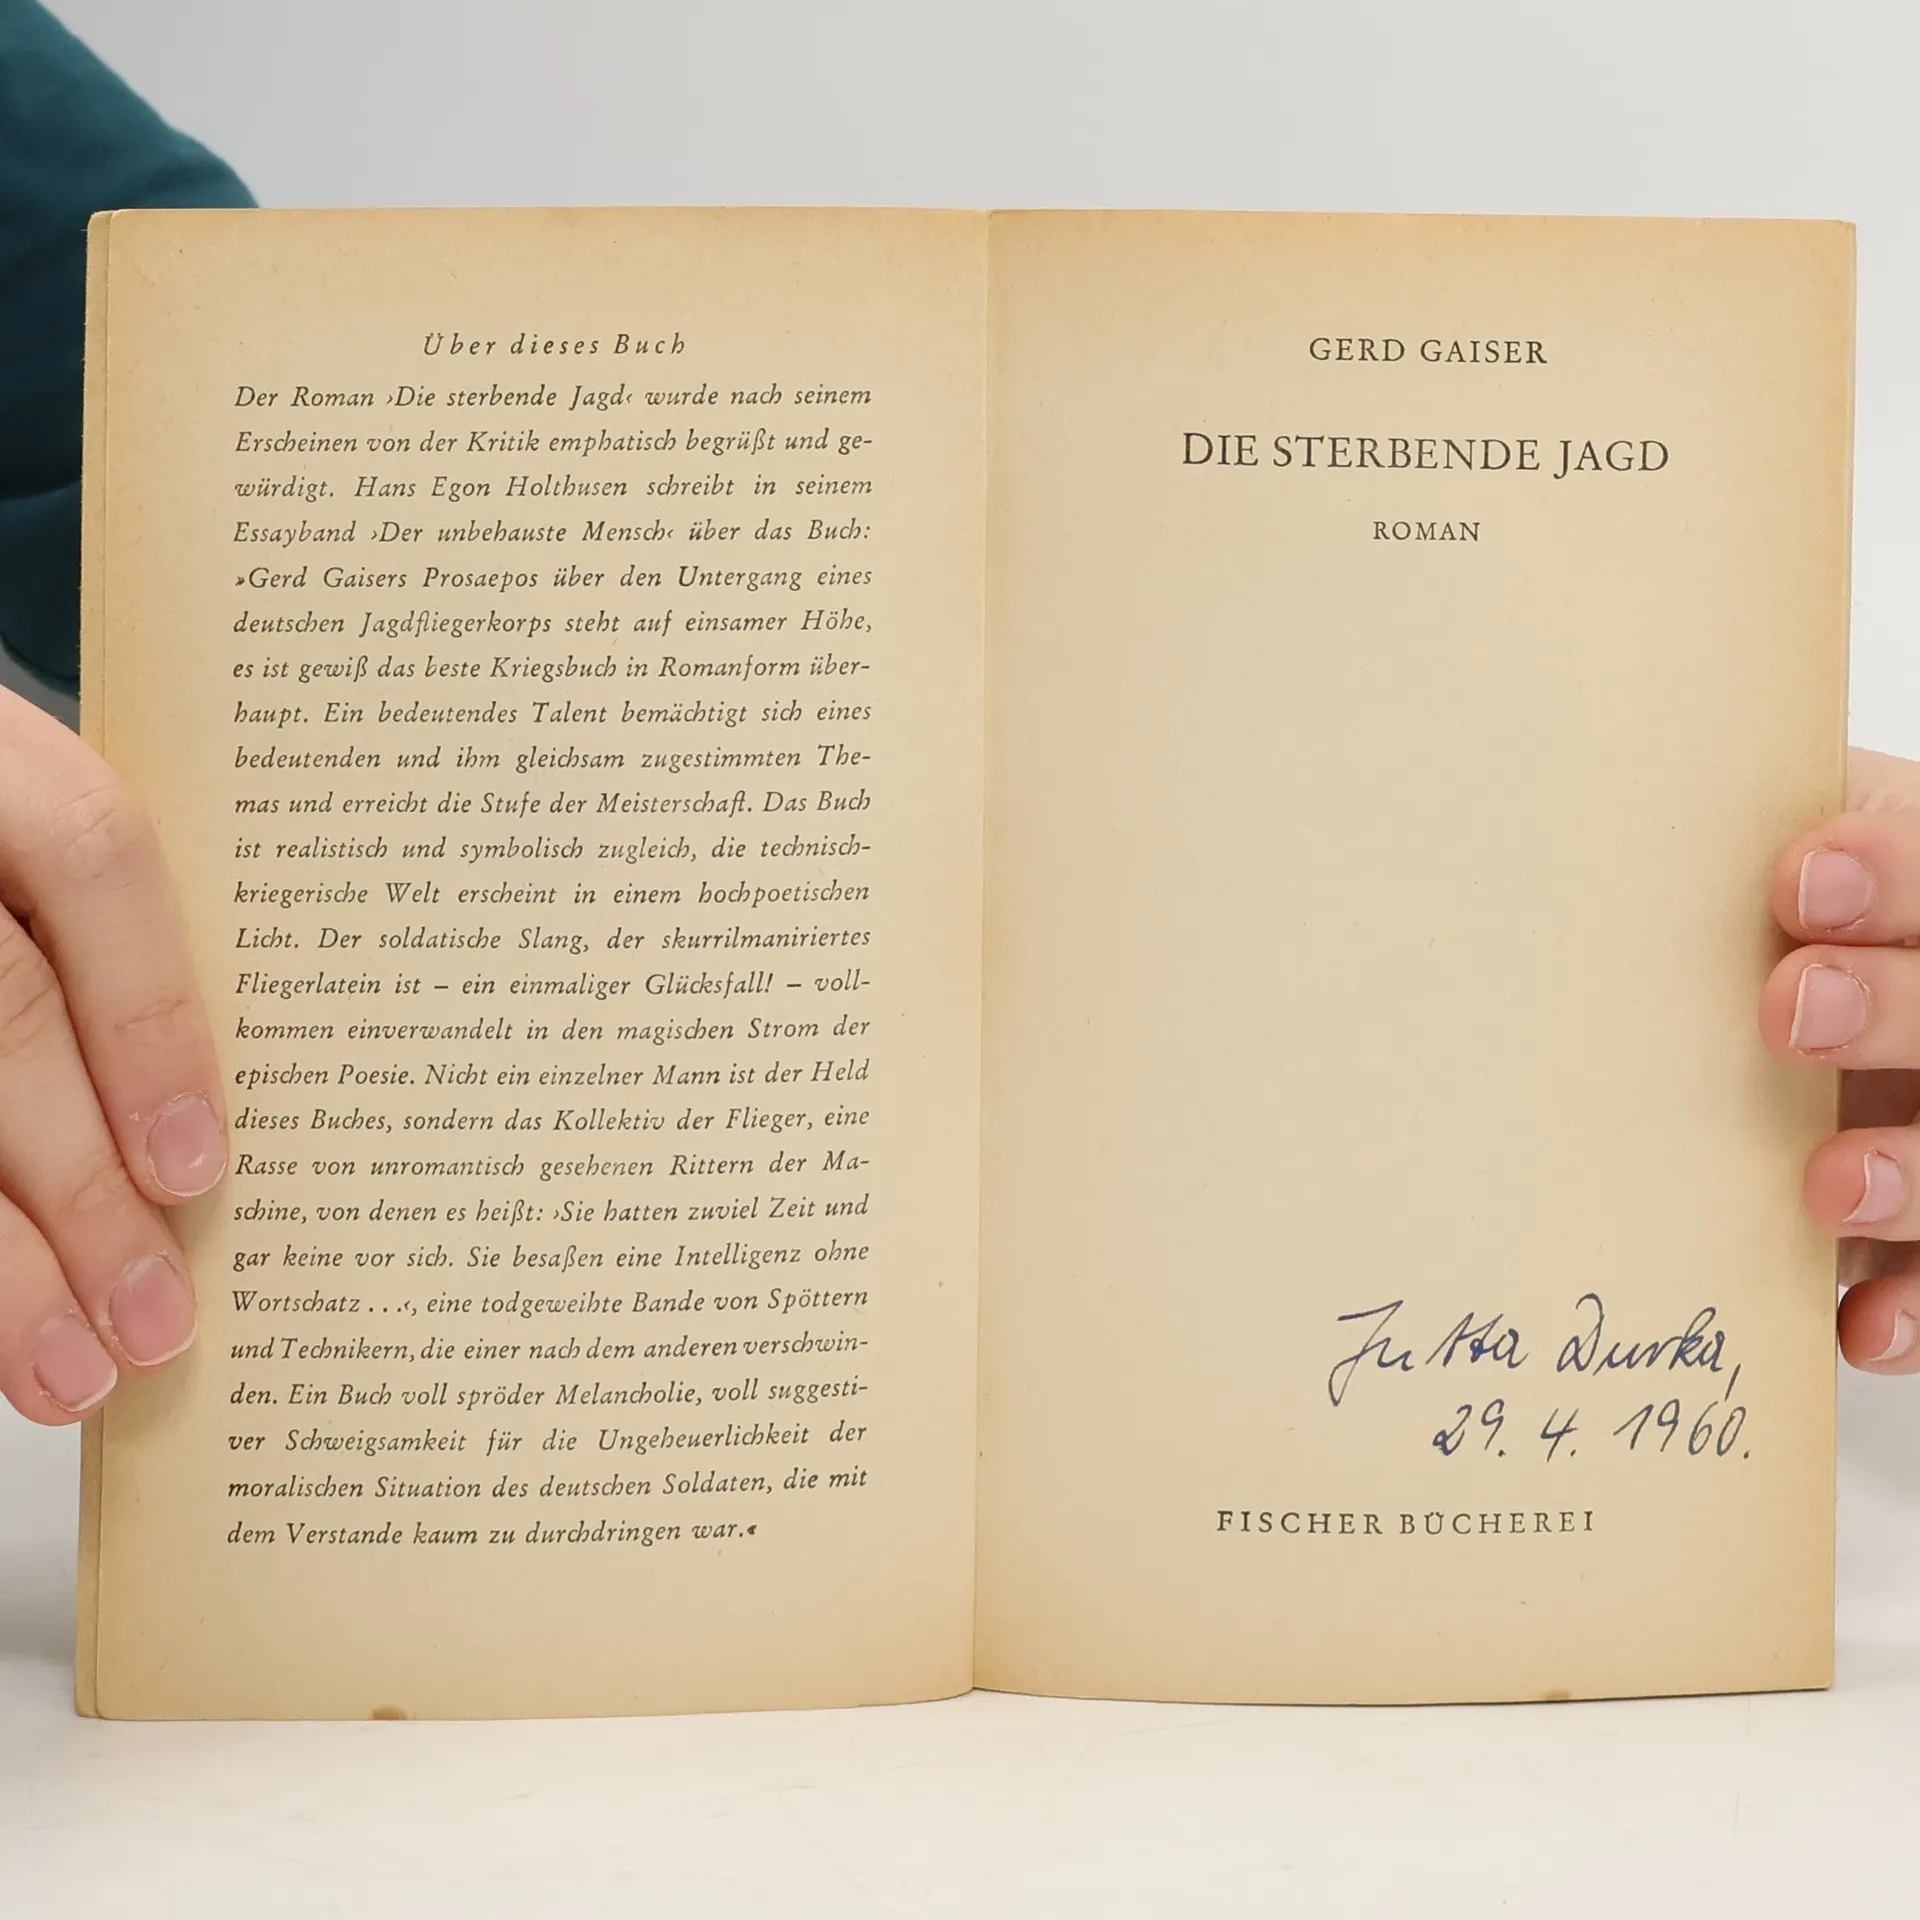 Über dieses Buch
Der Roman ›Die sterbende Jagd‹ wurde nach seinem
Erscheinen von der Kritik emphatisch begrüßt und ge-
würdigt. Hans Egon Holthusen schreibt in seinem
Essayband ›Der unbehauste Mensch‹ über das Buch:
»Gerd Gaisers Prosaepos über den Untergang eines
deutschen Jagdfliegerkorps steht auf einsamer Höhe,
es ist gewiß das beste Kriegsbuch in Romanform über-
haupt. Ein bedeutendes Talent bemächtigt sich eines
bedeutenden und ihm gleichsam zugestimmten The-
mas und erreicht die Stufe der Meisterschaft. Das Buch
ist realistisch und symbolisch zugleich, die technisch-
kriegerische Welt erscheint in einem hochpoetischen
Licht. Der soldatische Slang, der skurrilmaniriertes
Fliegerlatein ist – ein einmaliger Glücksfall! – voll-
kommen einverwandelt in den magischen Strom der
epischen Poesie. Nicht ein einzelner Mann ist der Held
dieses Buches, sondern das Kollektiv der Flieger, eine
Rasse von unromantisch gesehenen Rittern der Ma-
schine, von denen es heißt: ›Sie hatten zuviel Zeit und
gar keine vor sich. Sie besaßen eine Intelligenz ohne
Wortschatz . . .‹, eine todgeweihte Bande von Spöttern
und Technikern, die einer nach dem anderen verschwin-
den. Ein Buch voll spröder Melancholie, voll suggesti-
ver Schweigsamkeit für die Ungeheuerlichkeit der
moralischen Situation des deutschen Soldaten, die mit
dem Verstande kaum zu durchdringen war.«
GERD GAISER
DIE STERBENDE JAGD
ROMAN
Jutta Durka,
29. 4. 1960.
FISCHER BÜCHEREI